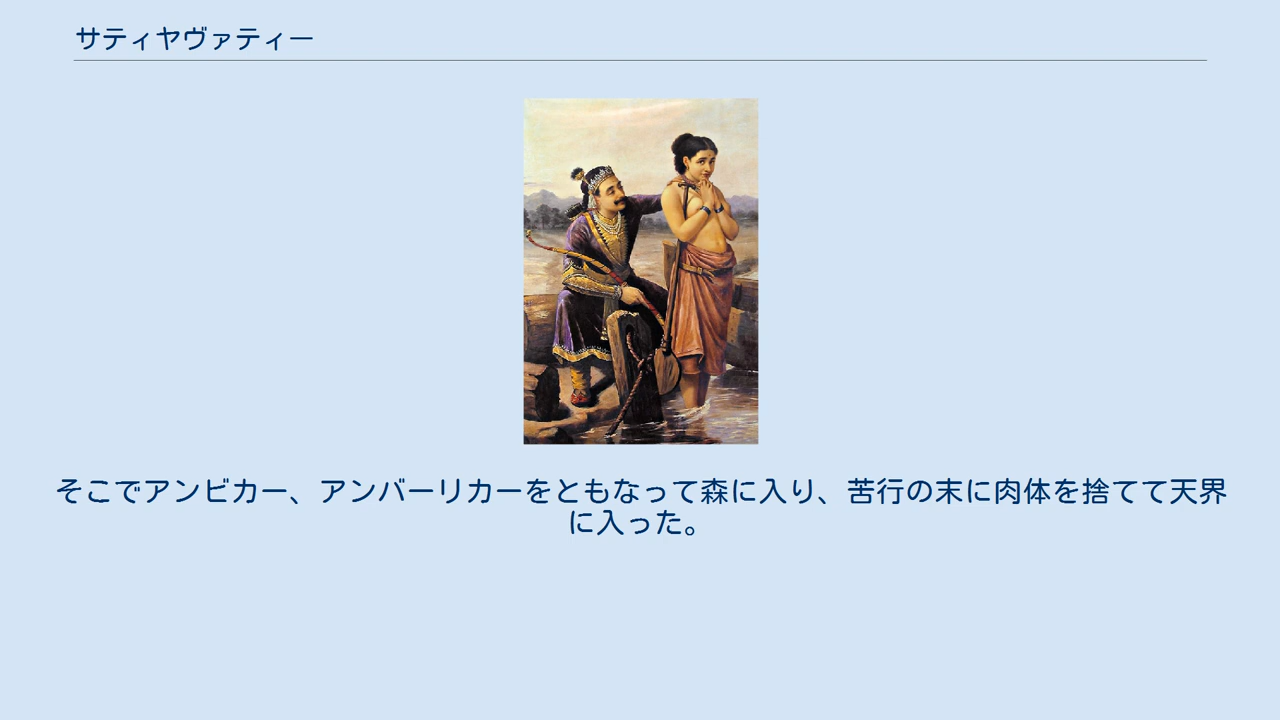 サティヤヴァティー
そこでアンビカー、アンバーリカーをともなって森に入り、苦行の末に肉体を捨てて天界
に入った。